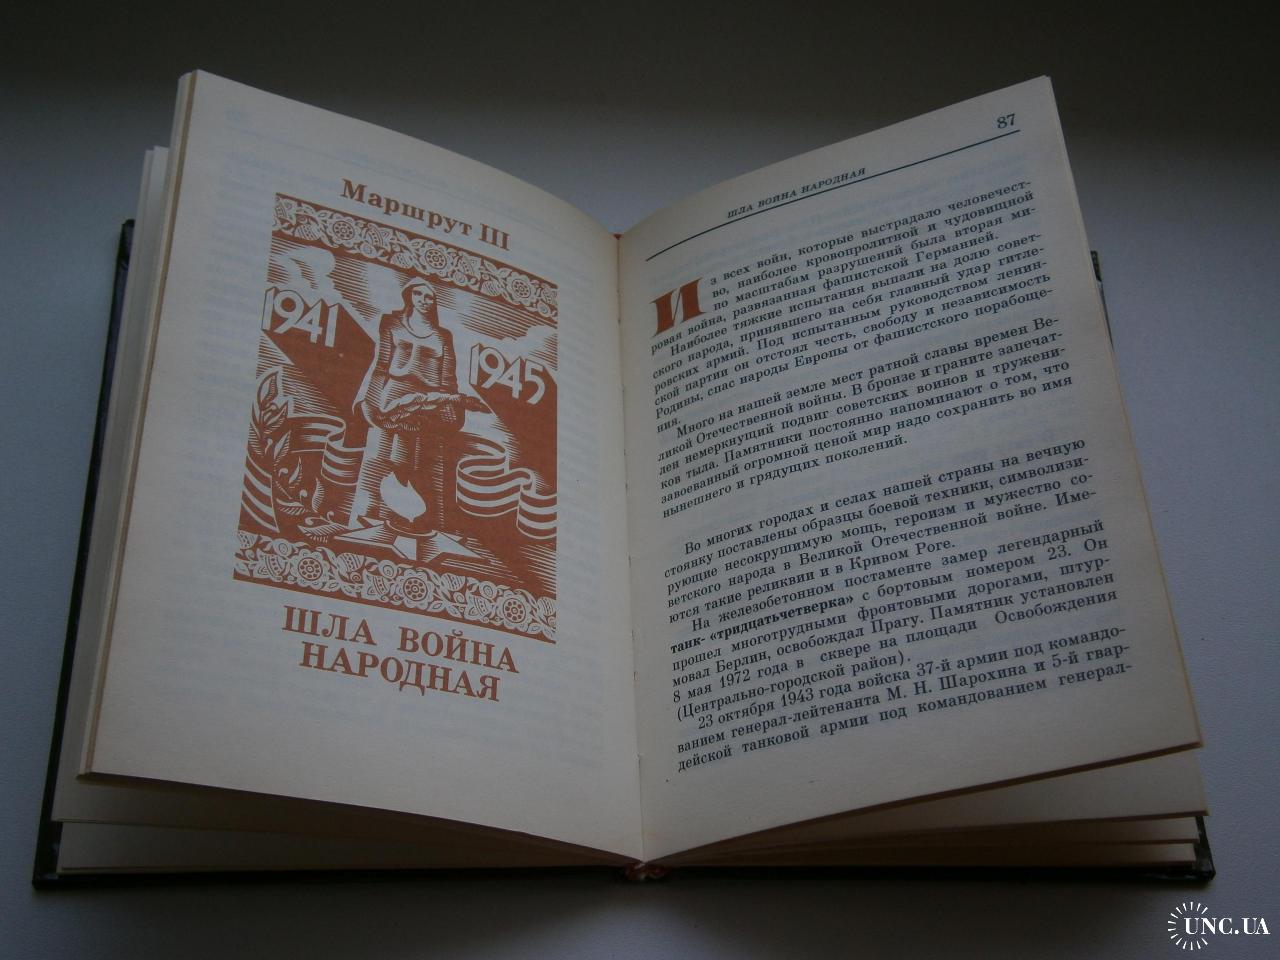 Маршрут III
1941
1945
ШЛА ВОЙНА
НАРОДНАЯ
87
ШЛА ВОЙНА НАРОДНАЯ
Из всех войн, которые выстрадало человечест-
во, наиболее кровопролитной и чудовищной
по масштабам разрушений была вторая ми-
ровая война, развязанная фашистской Германией.
Наиболее тяжкие испытания выпали на долю совет-
ского народа, принявшего на себя главный удар гитле-
ровских армий. Под испытанным руководством ленин-
ской партии он отстоял честь, свободу и независимость
Родины, спас народы Европы от фашистского порабоще-
ния.
Много на нашей земле мест ратной славы времен Ве-
ликой Отечественной войны. В бронзе и граните запечат-
лен немеркнущий подвиг советских воинов и тружени-
ков тыла. Памятники постоянно напоминают о том, что
завоеванный огромной ценой мир надо сохранить во имя
нынешнего и грядущих поколений.
Во многих городах и селах нашей страны на вечную
стоянку поставлены образцы боевой техники, символизи-
рующие несокрушимую мощь, героизм и мужество со-
ветского народа в Великой Отечественной войне. Име-
ются такие реликвии и в Кривом Роге.
На железобетонном постаменте замер легендарный
танк- «тридцатьчетверка» с бортовым номером 23. Он
прошел многотрудными фронтовыми дорогами, штур-
мовал Берлин, освобождал Прагу. Памятник установлен
8 мая 1972 года в сквере на площади Освобождения
(Центрально-городской район).
23 октября 1943 года войска 37-й армии под командо-
ванием генерал-лейтенанта М. Н. Шарохина и 5-й гвар-
дейской танковой армии под командованием генерал-
UNC.UA